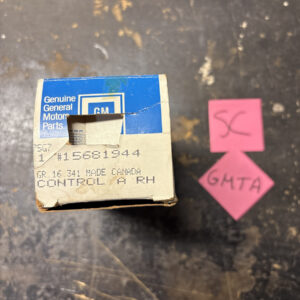 Genuine
General
Motors
Parts
GM
1 #15681944
GR 16 341 MADE CANADA
CONTROL A RH
SC
GMTA